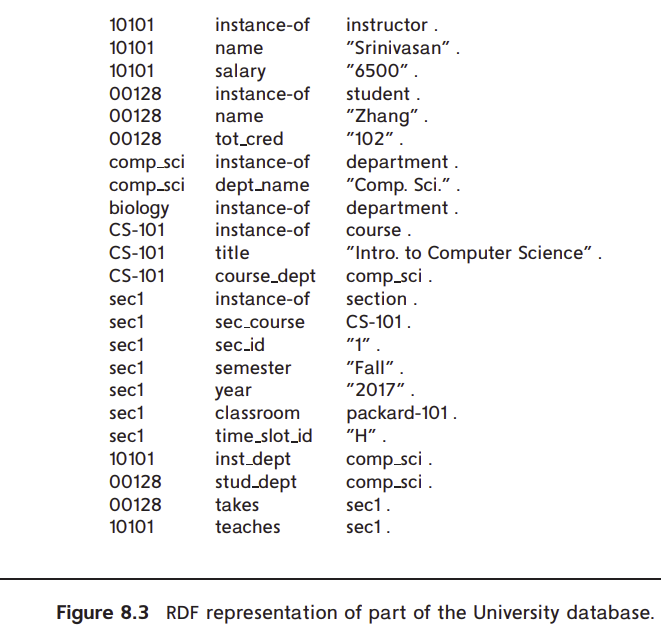 10101 instance-of instructor .
10101 name "Srinivasan" .
10101 salary "6500" .
00128 instance-of student .
00128 name "Zhang" .
00128 tot_cred "102" .
comp_sci instance-of department .
comp_sci dept_name "Comp. Sci." .
biology instance-of department .
CS-101 instance-of course .
CS-101 title "Intro. to Computer Science" .
CS-101 course_dept comp_sci .
sec1 instance-of section .
sec1 sec_course CS-101 .
sec1 sec_id "1" .
sec1 semester "Fall" .
sec1 year "2017" .
sec1 classroom packard-101 .
sec1 time_slot_id "H" .
10101 inst_dept comp_sci .
00128 stud_dept comp_sci .
00128 takes sec1 .
10101 teaches sec1 .
Figure 8.3 RDF representation of part of the University database.